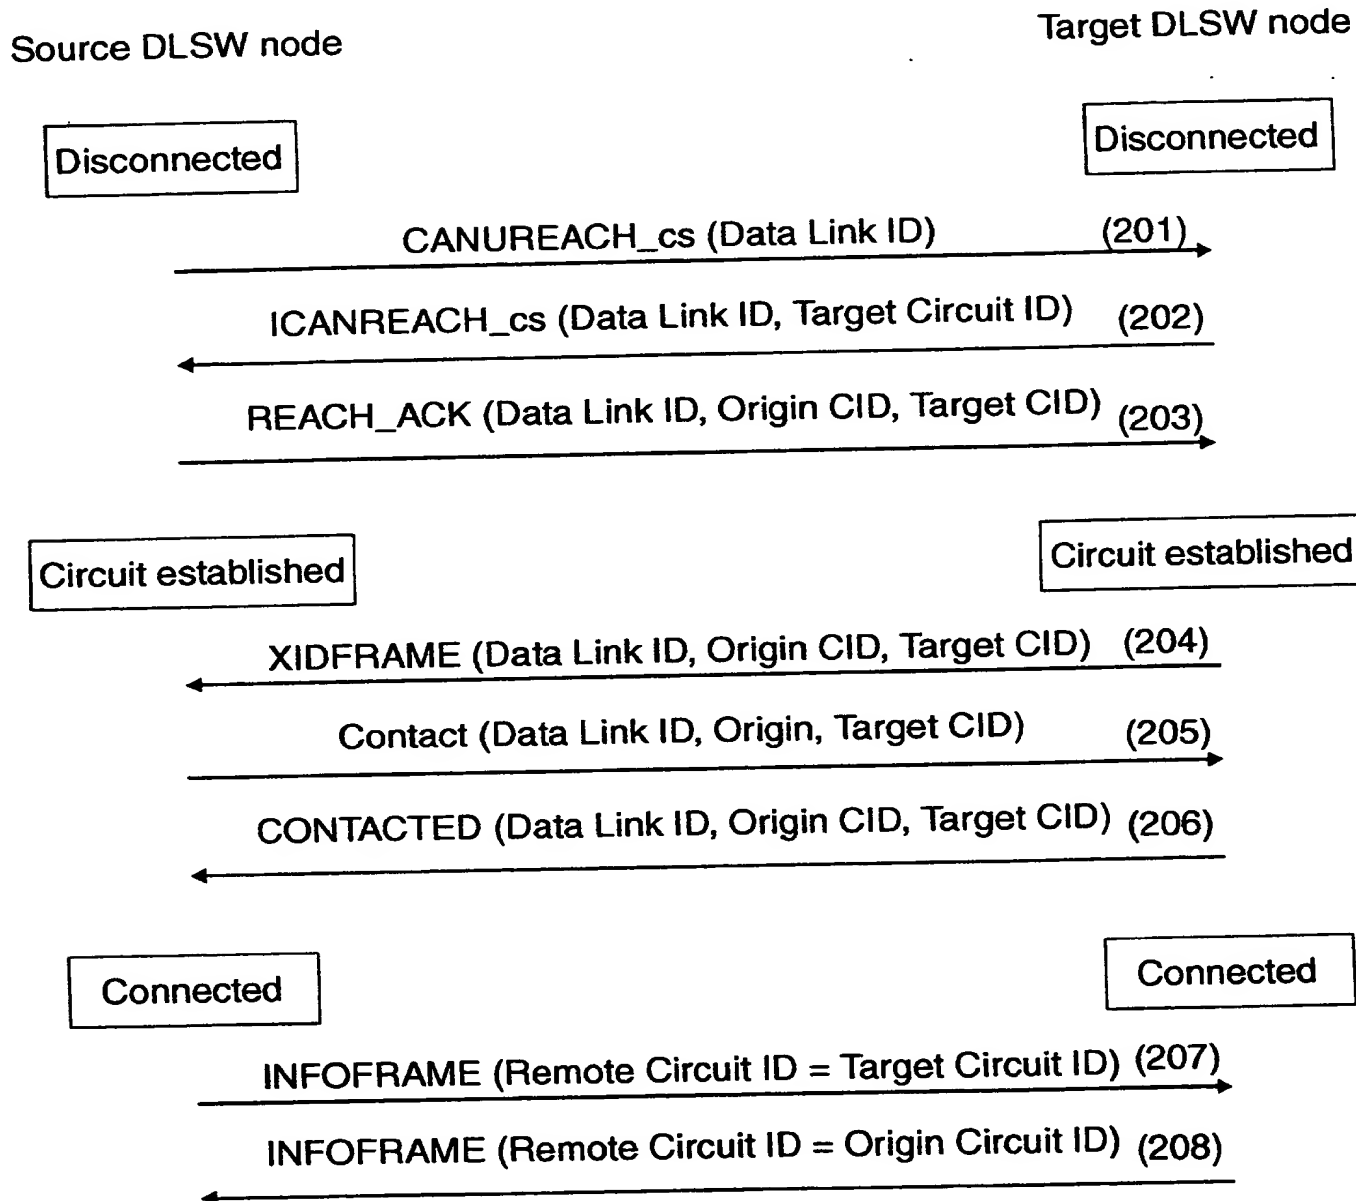 Source DLSW node
Target DLSW node
Disconnected
Disconnected
CANUREACH_cs (Data Link ID) (201)
ICANREACH_cs (Data Link ID, Target Circuit ID) (202)
REACH_ACK (Data Link ID, Origin CID, Target CID) (203)
Circuit established
Circuit established
XIDFRAME (Data Link ID, Origin CID, Target CID) (204)
Contact (Data Link ID, Origin, Target CID) (205)
CONTACTED (Data Link ID, Origin CID, Target CID) (206)
Connected
Connected
INFOFRAME (Remote Circuit ID = Target Circuit ID) (207)
INFOFRAME (Remote Circuit ID = Origin Circuit ID) (208)